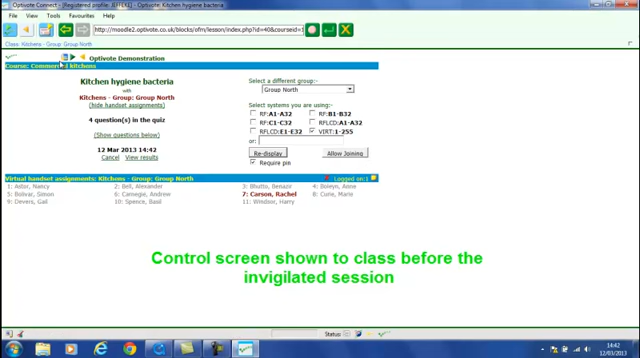 Optivote Connect - [Registered profile: JEFFEKE] - Optivote: Kitchen hygiene bacteria
View Tools Favourites Help
http://moodle2.optivote.co.uk/blocks/ofm/lesson/index.php?id=40&courseid=
Class: Kitchens - Group: Group North
Optivote Demonstration
Course: Commercial kitchens
Kitchen hygiene bacteria
with
Kitchens - Group: Group North
(hide handset assignments)
4 question(s) in the quiz
(Show questions below)
12 Mar 2013 14:42
Cancel View results
Select a different group:-
Group North
Select systems you are using:-
RF:A1-A32 RF:B1-B32
RF:C1-C32 RFLCD:A1-A32
RFLCD:E1-E32 VIRT:1-255
or:
Re-display Allow Joining
Require pin
Virtual handset assignments: Kitchens - Group: Group North Logged on:1
1: Astor, Nancy 2: Bell, Alexander 3: Bhutto, Benazir 4: Boleyn, Anne
5: Bolivar, Simon 6: Carnegie, Andrew 7: Carson, Rachel 8: Curie, Marie
9: Devers, Gail 10: Spence, Basil 11: Windsor, Harry
Control screen shown to class before the
invigilated session
Status:
14:42
12/03/2013